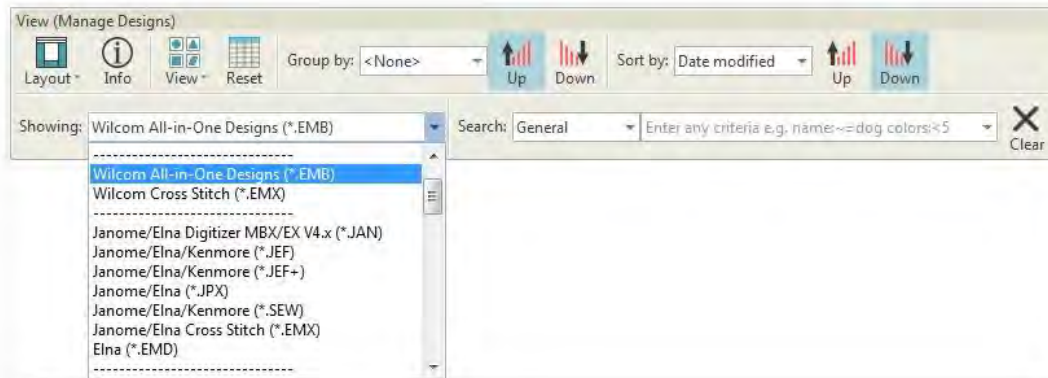 View (Manage Designs)
Layout Info View Reset Group by: <None> Up Down Sort by: Date modified Up Down
Showing: Wilcom All-in-One Designs (*.EMB) Search: General Enter any criteria e.g. name:~=dog colors:<5 Clear
--------------------------------
Wilcom All-in-One Designs (*.EMB)
Wilcom Cross Stitch (*.EMX)
--------------------------------
Janome/Elna Digitizer MBX/EX V4.x (*.JAN)
Janome/Elna/Kenmore (*.JEF)
Janome/Elna/Kenmore (*.JEF+)
Janome/Elna (*.JPX)
Janome/Elna/Kenmore (*.SEW)
Janome/Elna Cross Stitch (*.EMX)
Elna (*.EMD)
--------------------------------